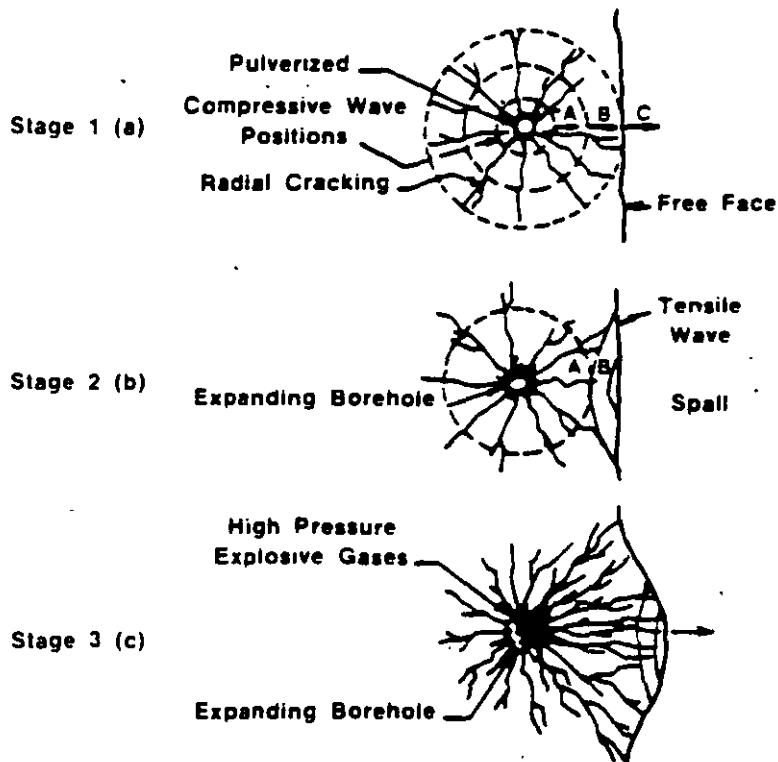 Pulverized
Compressive Wave
Positions
Stage 1 (a)
Radial Cracking
A B C
Free Face
Tensile
Wave
A B
Stage 2 (b)
Expanding Borehole
Spall
High Pressure
Explosive Gases
Stage 3 (c)
Expanding Borehole